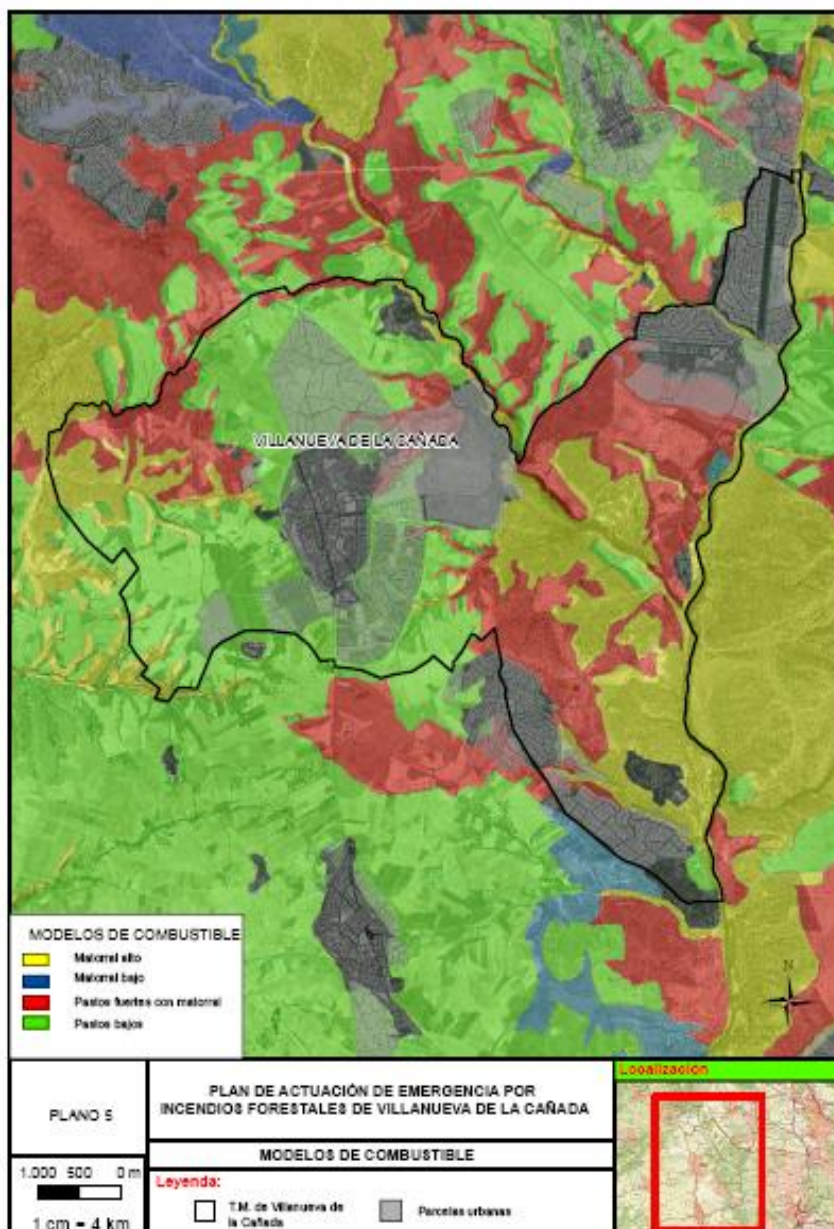 VILLANUEVA DE LA CAÑADA
N
MODELOS DE COMBUSTIBLE
Matorral alto
Matorral bajo
Pastos fuertes con matorral
Pastos bajos
PLANO 5
PLAN DE ACTUACIÓN DE EMERGENCIA POR
INCENDIOS FORESTALES DE VILLANUEVA DE LA CAÑADA
MODELOS DE COMBUSTIBLE
Localización
1.000 500 0 m
1 cm = 4 km
Leyenda:
T.M. de Villanueva de
la Cañada
Parcelas urbanas